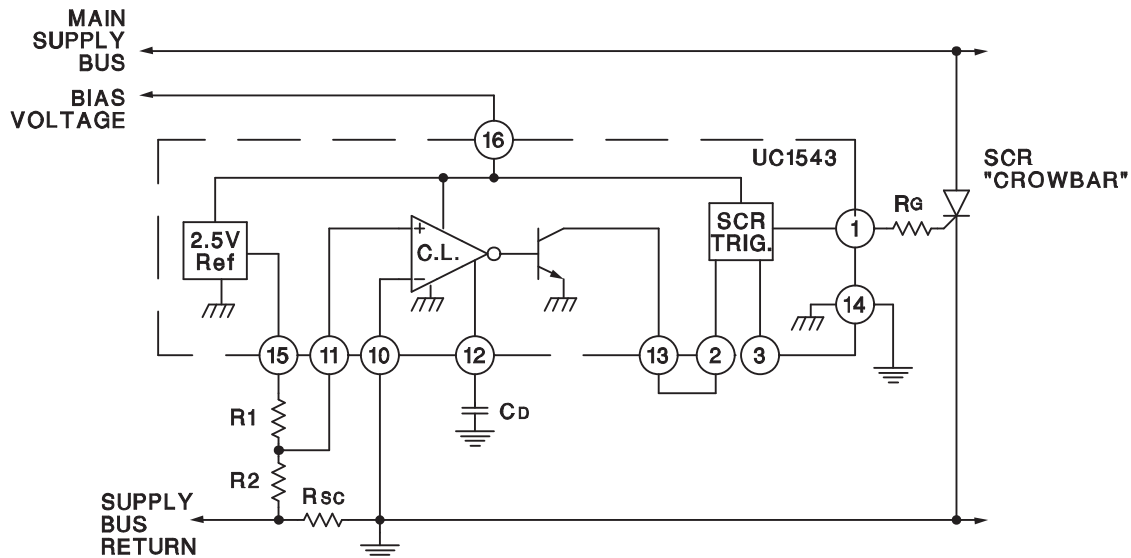 MAIN
SUPPLY
BUS
BIAS
VOLTAGE
16
UC1543
SCR
"CROWBAR"
RG
2.5V
Ref
+
C.L.
−
SCR
TRIG.
1
14
15
11
10
12
13
2
3
R1
CD
R2
RSC
SUPPLY
BUS
RETURN